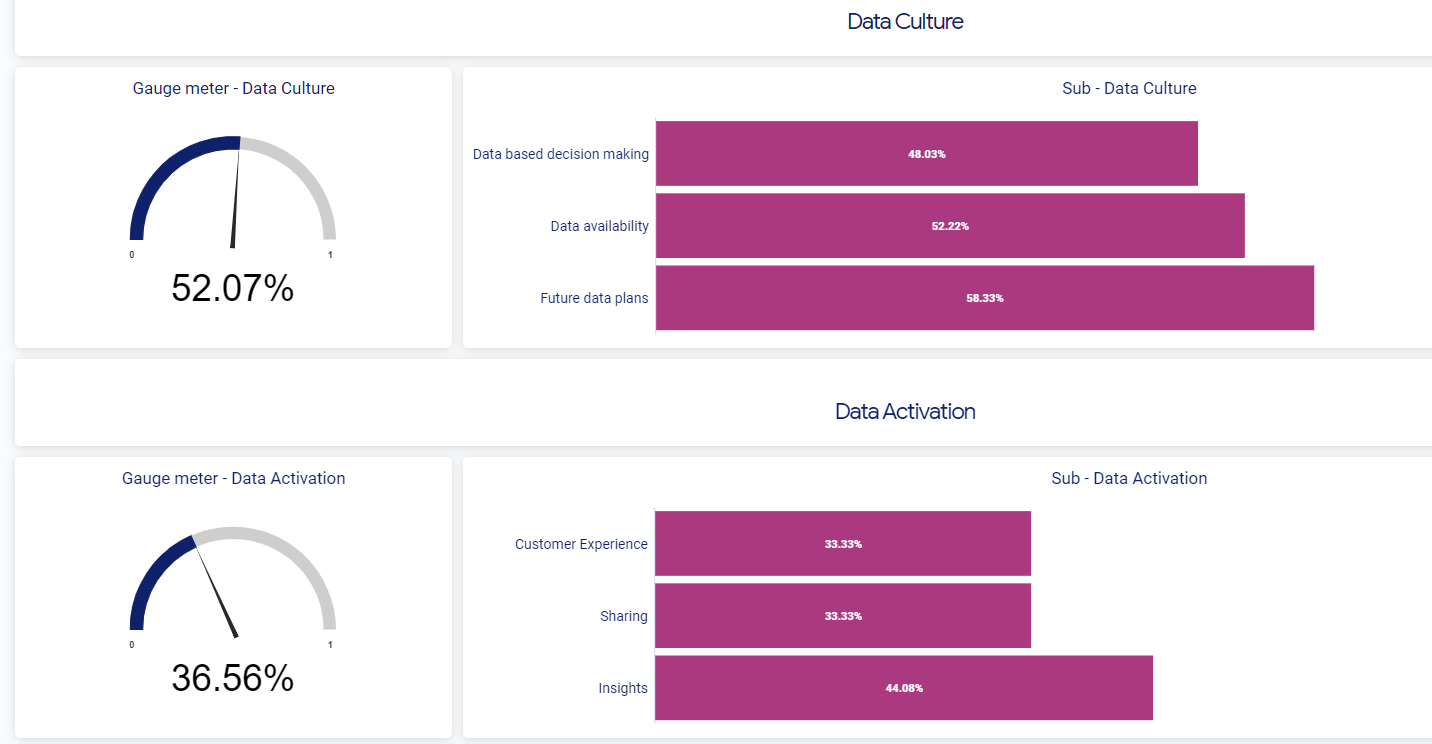 Data Culture
Gauge meter - Data Culture
0
1
52.07%
Sub - Data Culture
Data based decision making
48.03%
Data availability
52.22%
Future data plans
58.33%
Data Activation
Gauge meter - Data Activation
0
1
36.56%
Sub - Data Activation
Customer Experience
33.33%
Sharing
33.33%
Insights
44.08%